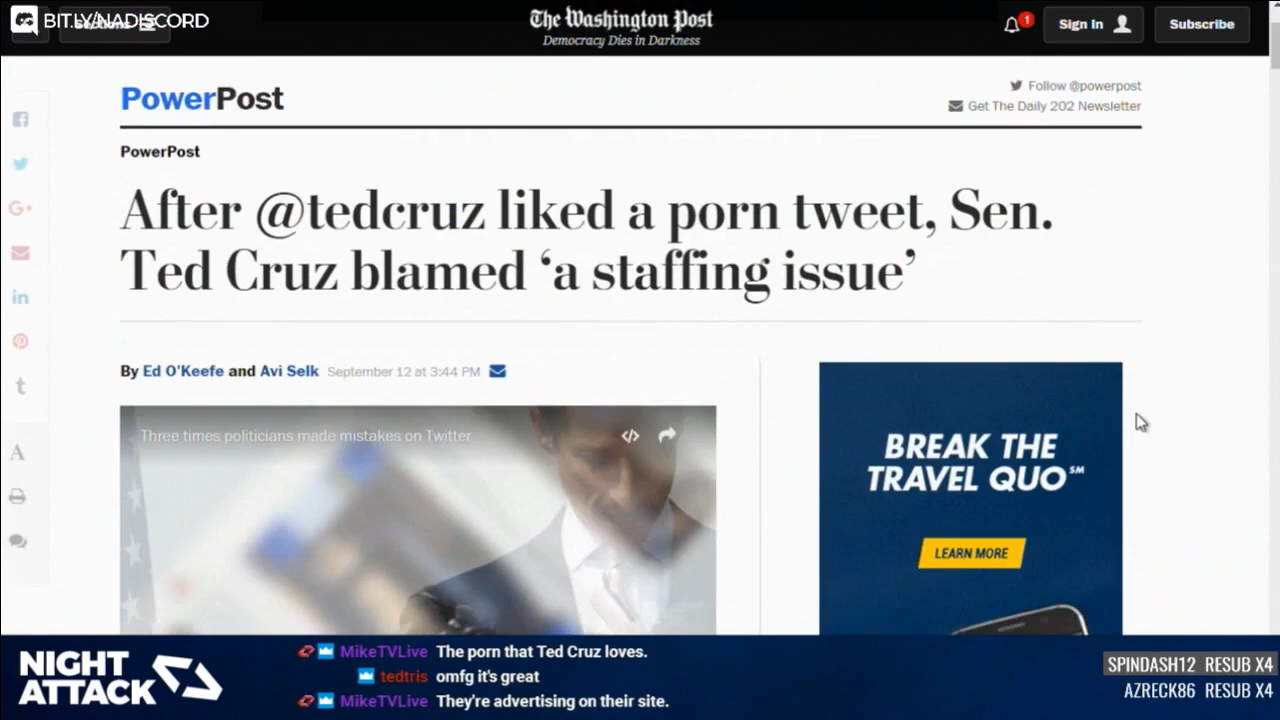 BIT.LY/NADISCORD
The Washington Post
Democracy Dies in Darkness
1
Sign In
Subscribe
PowerPost
Follow @powerpost
Get The Daily 202 Newsletter
PowerPost
After @tedcruz liked a porn tweet, Sen.
Ted Cruz blamed ‘a staffing issue’
By Ed O'Keefe and Avi Selk September 12 at 3:44 PM
Three times politicians made mistakes on Twitter
BREAK THE
TRAVEL QUO℠
LEARN MORE
NIGHT
ATTACK
MikeTVLive The porn that Ted Cruz loves.
tedtris omfg it's great
MikeTVLive They're advertising on their site.
SPINDASH12 RESUB X4
AZRECK86 RESUB X4